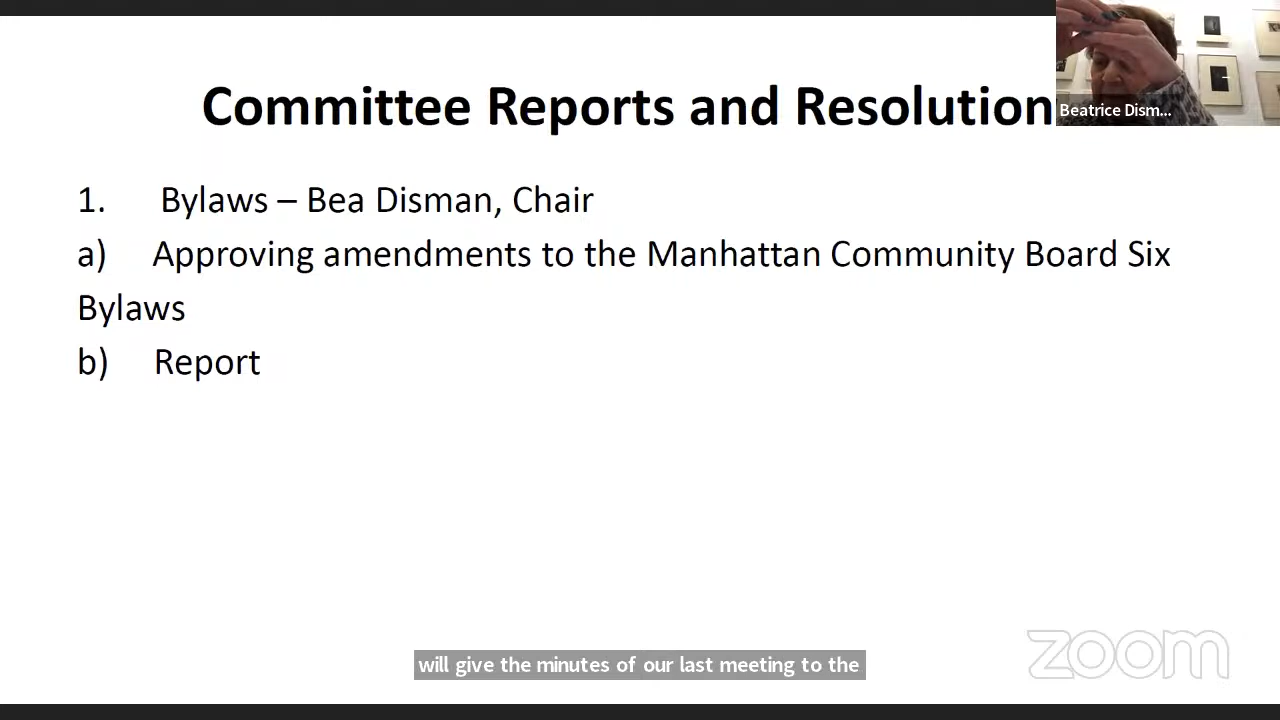 Committee Reports and Resolution
Beatrice Dism...
1. Bylaws – Bea Disman, Chair
a) Approving amendments to the Manhattan Community Board Six
Bylaws
b) Report
will give the minutes of our last meeting to the
zoom